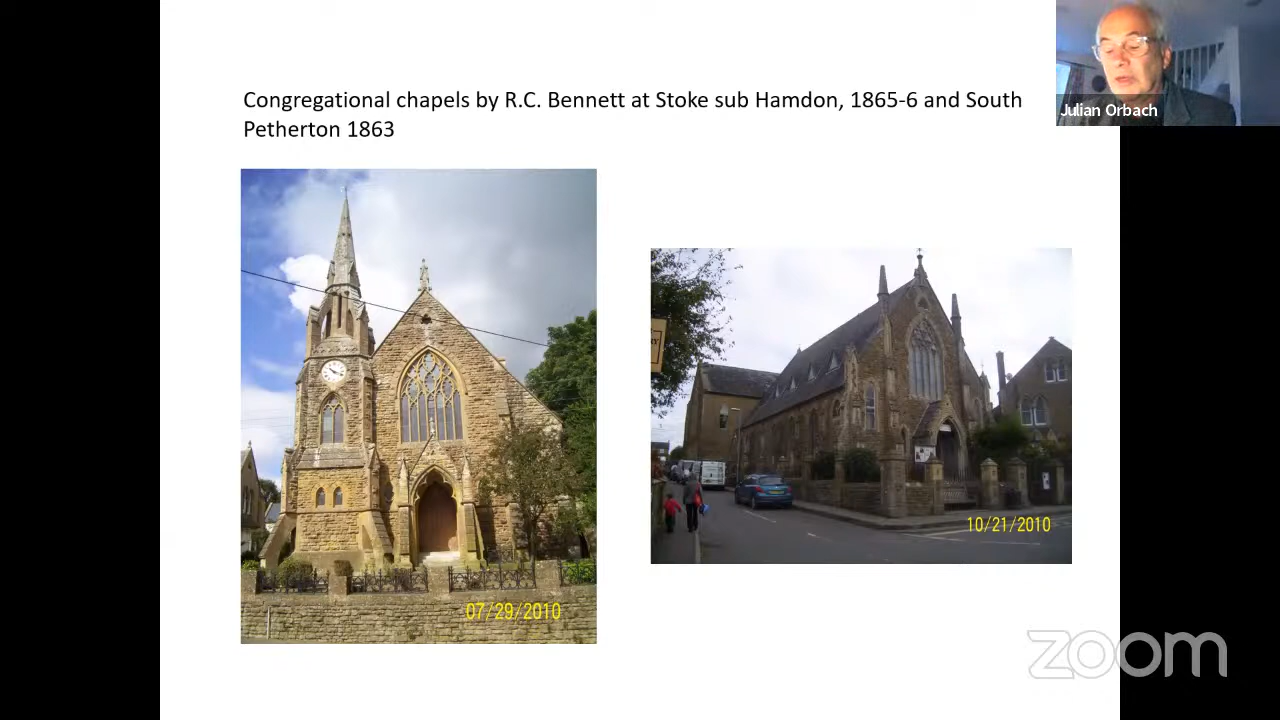 Congregational chapels by R.C. Bennett at Stoke sub Hamdon, 1865-6 and South
Petherton 1863
Julian Orbach
07/29/2010
10/21/2010
zoom